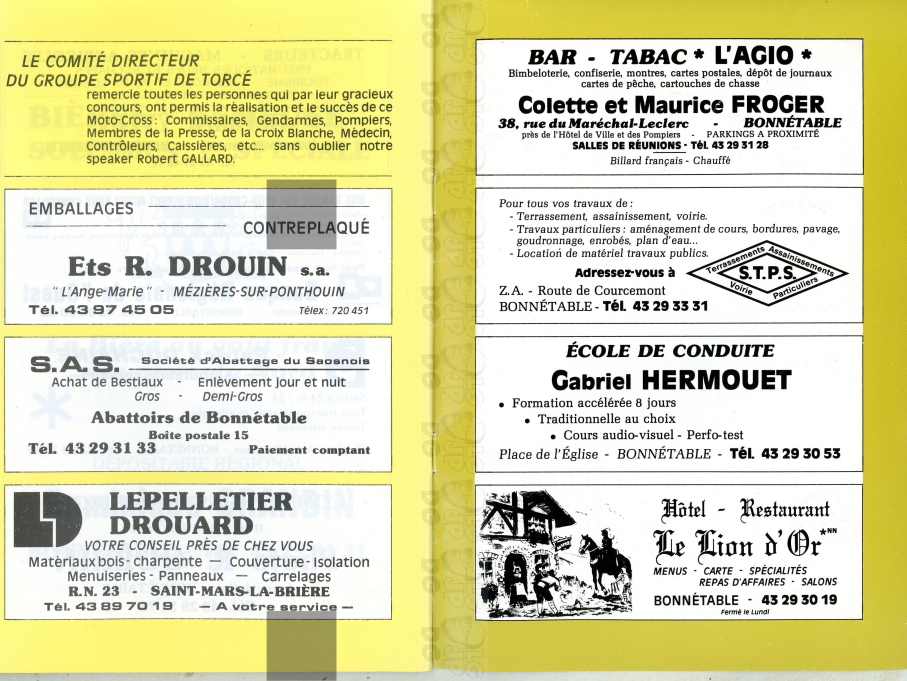 LE COMITÉ DIRECTEUR
DU GROUPE SPORTIF DE TORCÉ
remercie toutes les personnes qui par leur gracieux
concours, ont permis la réalisation et le succès de ce
Moto-Cross: Commissaires, Gendarmes, Pompiers,
Membres de la Presse, de la Croix Blanche, Médecin,
Contrôleurs, Caissières, etc... sans oublier notre
speaker Robert GALLARD.
EMBALLAGES
CONTREPLAQUÉ
Ets R. DROUIN s.a.
"L'Ange-Marie" - MÉZIÈRES-SUR-PONTHOUIN
Tél. 43 97 45 05 Télex : 720 451
S.A.S. Société d'Abattage du Saosnois
Achat de Bestiaux - Enlèvement jour et nuit
Gros - Demi-Gros
Abattoirs de Bonnétable
Boîte postale 15
Tél. 43 29 31 33 Paiement comptant
LEPELLETIER
DROUARD
VOTRE CONSEIL PRÈS DE CHEZ VOUS
Matériaux bois - charpente — Couverture - Isolation
Menuiseries - Panneaux — Carrelages
R.N. 23 - SAINT-MARS-LA-BRIÈRE
Tél. 43 89 70 19 — A votre service —
BAR - TABAC * L'AGIO *
Bimbeloterie, confiserie, montres, cartes postales, dépôt de journaux
cartes de pêche, cartouches de chasse
Colette et Maurice FROGER
38, rue du Maréchal-Leclerc - BONNÉTABLE
près de l'Hôtel de Ville et des Pompiers - PARKINGS A PROXIMITÉ
SALLES DE RÉUNIONS - Tél. 43 29 31 28
Billard français - Chauffé
Pour tous vos travaux de :
- Terrassement, assainissement, voirie.
- Travaux particuliers : aménagement de cours, bordures, pavage,
goudronnage, enrobés, plan d'eau...
- Location de matériel travaux publics.
Adressez-vous à
Z.A. - Route de Courcemont
BONNÉTABLE - Tél. 43 29 33 31
Terrassements Assainissements
S.T.P.S.
Voirie Particuliers
ÉCOLE DE CONDUITE
Gabriel HERMOUET
• Formation accélérée 8 jours
• Traditionnelle au choix
• Cours audio-visuel - Perfo-test
Place de l'Église - BONNÉTABLE - Tél. 43 29 30 53
Hôtel - Restaurant
Le Lion d'Or *NN
MENUS - CARTE - SPÉCIALITÉS
REPAS D'AFFAIRES - SALONS
BONNÉTABLE - 43 29 30 19
Fermé le Lundi